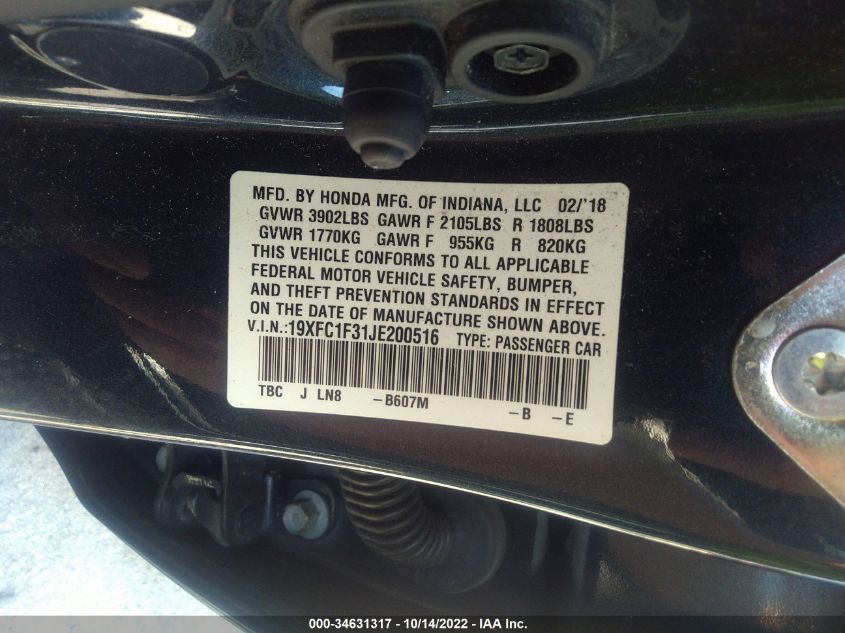 MFD. BY HONDA MFG. OF INDIANA, LLC 02/'18
GVWR 3902LBS GAWR F 2105LBS R 1808LBS
GVWR 1770KG GAWR F 955KG R 820KG
THIS VEHICLE CONFORMS TO ALL APPLICABLE
FEDERAL MOTOR VEHICLE SAFETY, BUMPER,
AND THEFT PREVENTION STANDARDS IN EFFECT
ON THE DATE OF MANUFACTURE SHOWN ABOVE.
V.I.N.:19XFC1F31JE200516 TYPE: PASSENGER CAR
TBC J LN8 -B607M -B -E
000-34631317 - 10/14/2022 - IAA Inc.